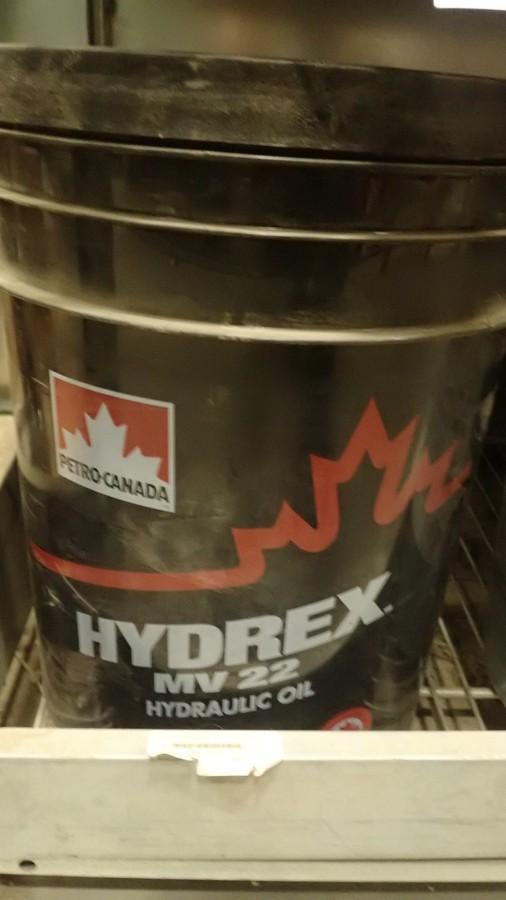 PETRO-CANADA
HYDREX
MV 22
HYDRAULIC OIL